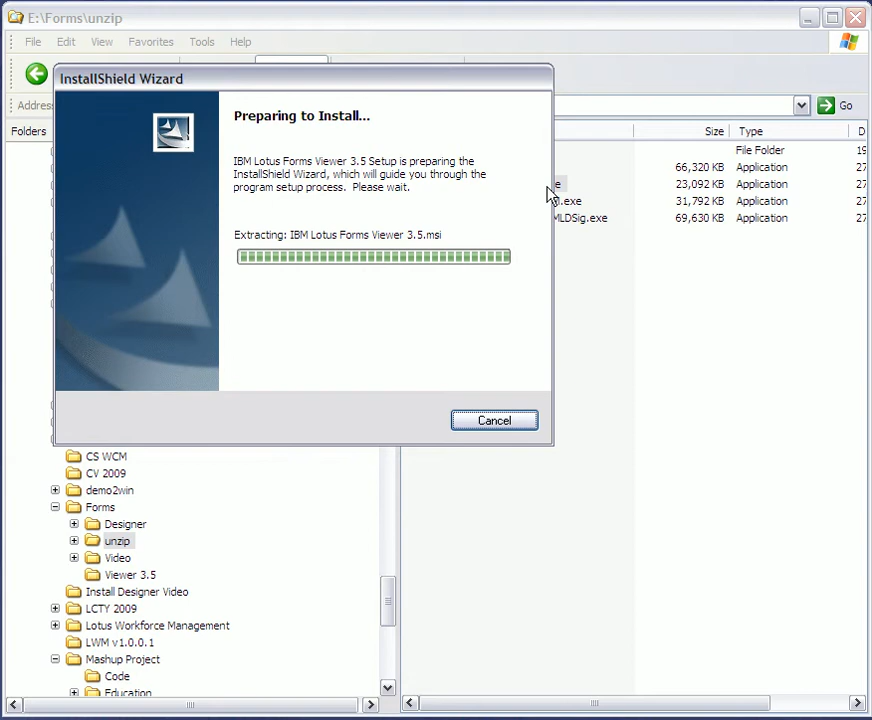 E:\Forms\unzip
File Edit View Favorites Tools Help
InstallShield Wizard
Address
Go
Folders
Size Type D
Preparing to Install...
IBM Lotus Forms Viewer 3.5 Setup is preparing the
InstallShield Wizard, which will guide you through the
program setup process. Please wait.
Extracting: IBM Lotus Forms Viewer 3.5.msi
Cancel
File Folder 19
66,320 KB Application 27
e 23,092 KB Application 27
.exe 31,792 KB Application 27
MLDSig.exe 69,630 KB Application 27
CS WCM
CV 2009
demo2win
Forms
Designer
unzip
Video
Viewer 3.5
Install Designer Video
LCTY 2009
Lotus Workforce Management
LWM v1.0.0.1
Mashup Project
Code
Education